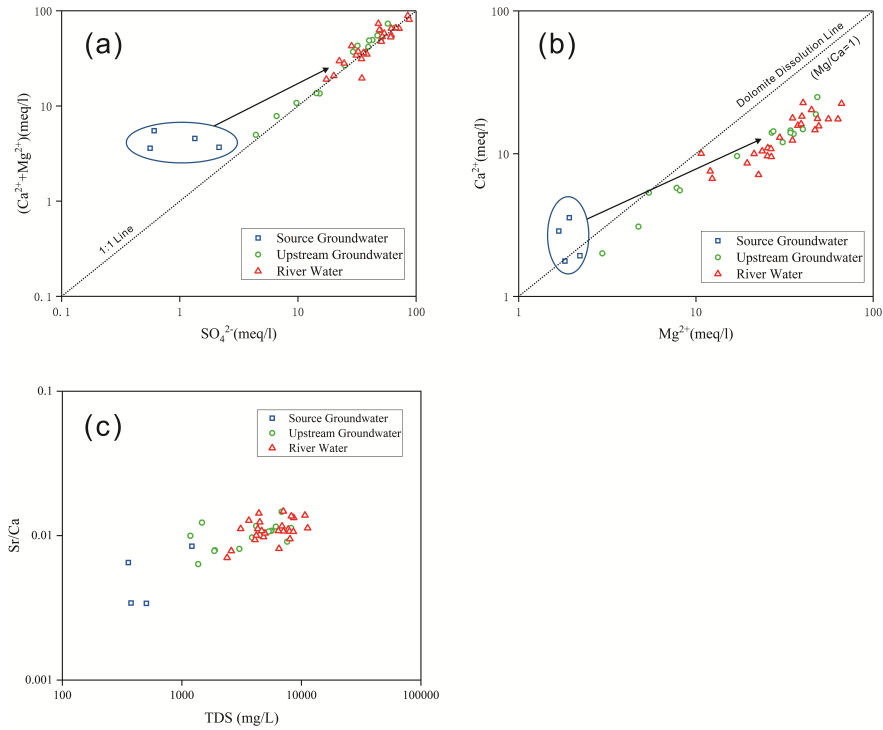 (a)
100
10
1
0.1
(Ca²⁺+Mg²⁺)(meq/l)
1:1 Line
Source Groundwater
Upstream Groundwater
River Water
0.1
1
10
100
SO₄²⁻(meq/l)
(b)
100
10
1
Ca²⁺(meq/l)
Dolomite Dissolution Line
(Mg/Ca=1)
Source Groundwater
Upstream Groundwater
River Water
1
10
100
Mg²⁺(meq/l)
(c)
0.1
0.01
0.001
Sr/Ca
Source Groundwater
Upstream Groundwater
River Water
100
1000
10000
100000
TDS (mg/L)